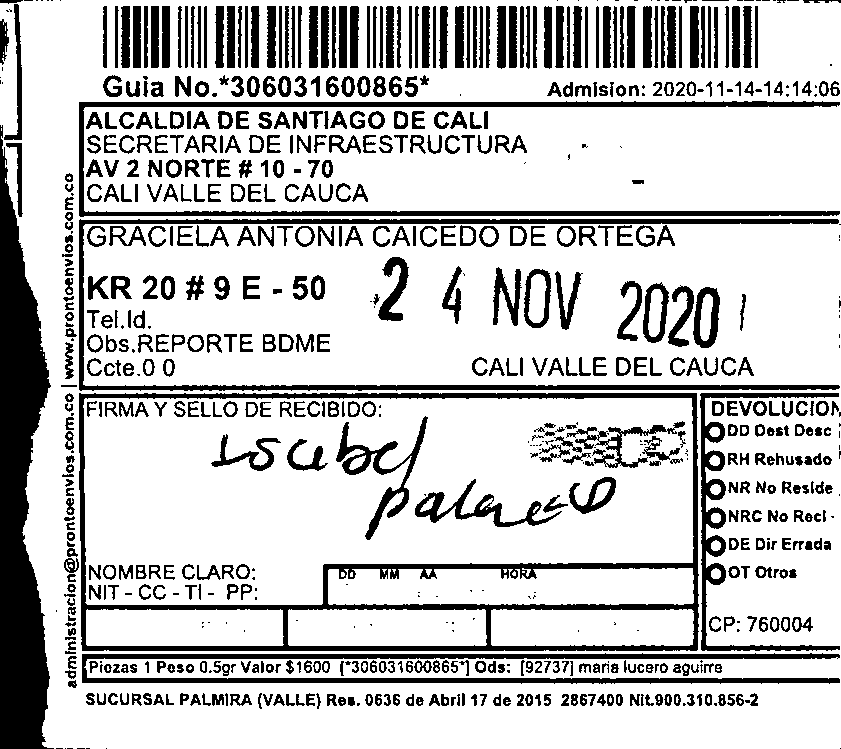 Guia No.*306031600865*
Admision: 2020-11-14-14:14:06
ALCALDIA DE SANTIAGO DE CALI
SECRETARIA DE INFRAESTRUCTURA
AV 2 NORTE # 10 - 70
CALI VALLE DEL CAUCA
GRACIELA ANTONIA CAICEDO DE ORTEGA
KR 20 # 9 E - 50
24 NOV 2020
Tel.Id.
Obs.REPORTE BDME
Ccte.0 0
CALI VALLE DEL CAUCA
administracion@prontoenvios.com.co | www.prontoenvios.com.co
FIRMA Y SELLO DE RECIBIDO:
Isabel
NOMBRE CLARO:
NIT - CC - TI - PP:
DD MM AA HORA
DEVOLUCION
DD Dest Desc
RH Rehusado
NR No Reside
NRC No Recl -
DE Dir Errada
OT Otros
CP: 760004
Piezas 1 Peso 0.5gr Valor $1600 [*306031600865*] Ods: [92737] maria lucero aguirre
SUCURSAL PALMIRA (VALLE) Res. 0636 de Abril 17 de 2015 2867400 Nit.900.310.856-2